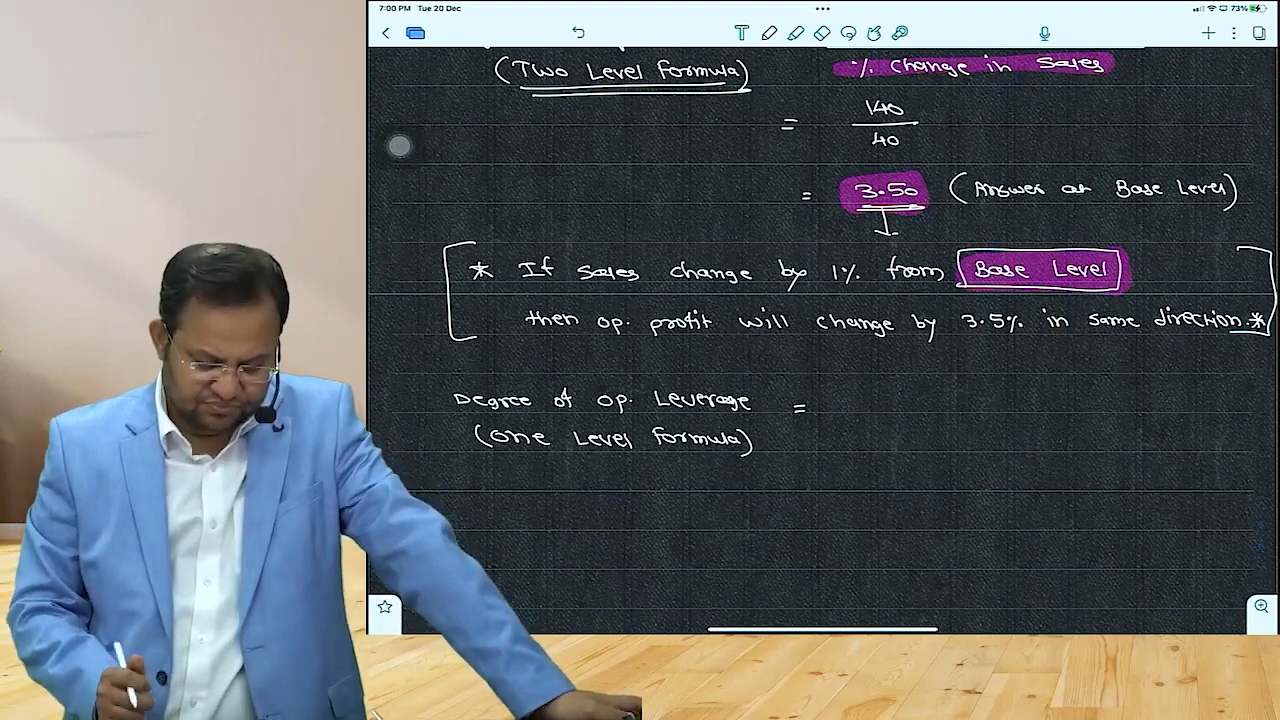 7:00 PM Tue 20 Dec
73%
T
(Two Level Formula)
% change in Sales
= 140
40
= 3.50 (Answer at Base Level)
* If Sales change by 1% from Base Level
then op. profit will change by 3.5% in same direction.*
Degree of op. Leverage =
(one Level Formula)